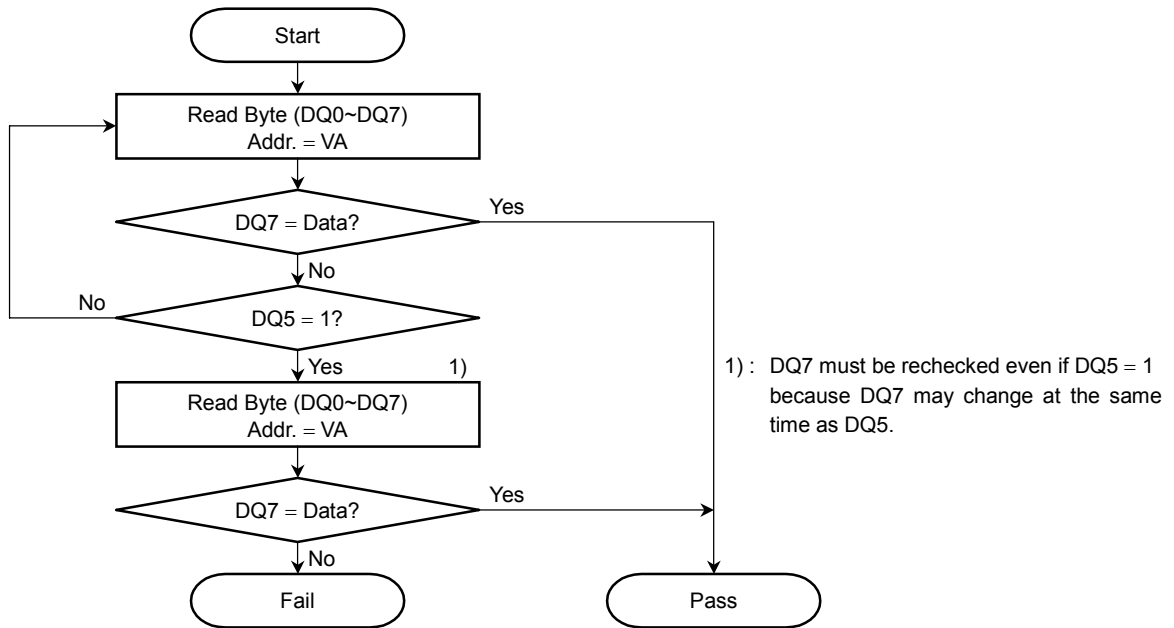 Start
Read Byte (DQ0~DQ7)
Addr. = VA
DQ7 = Data?
Yes
No
No
DQ5 = 1?
Yes
1)
Read Byte (DQ0~DQ7)
Addr. = VA
1) : DQ7 must be rechecked even if DQ5 = 1
because DQ7 may change at the same
time as DQ5.
DQ7 = Data?
Yes
No
Fail
Pass